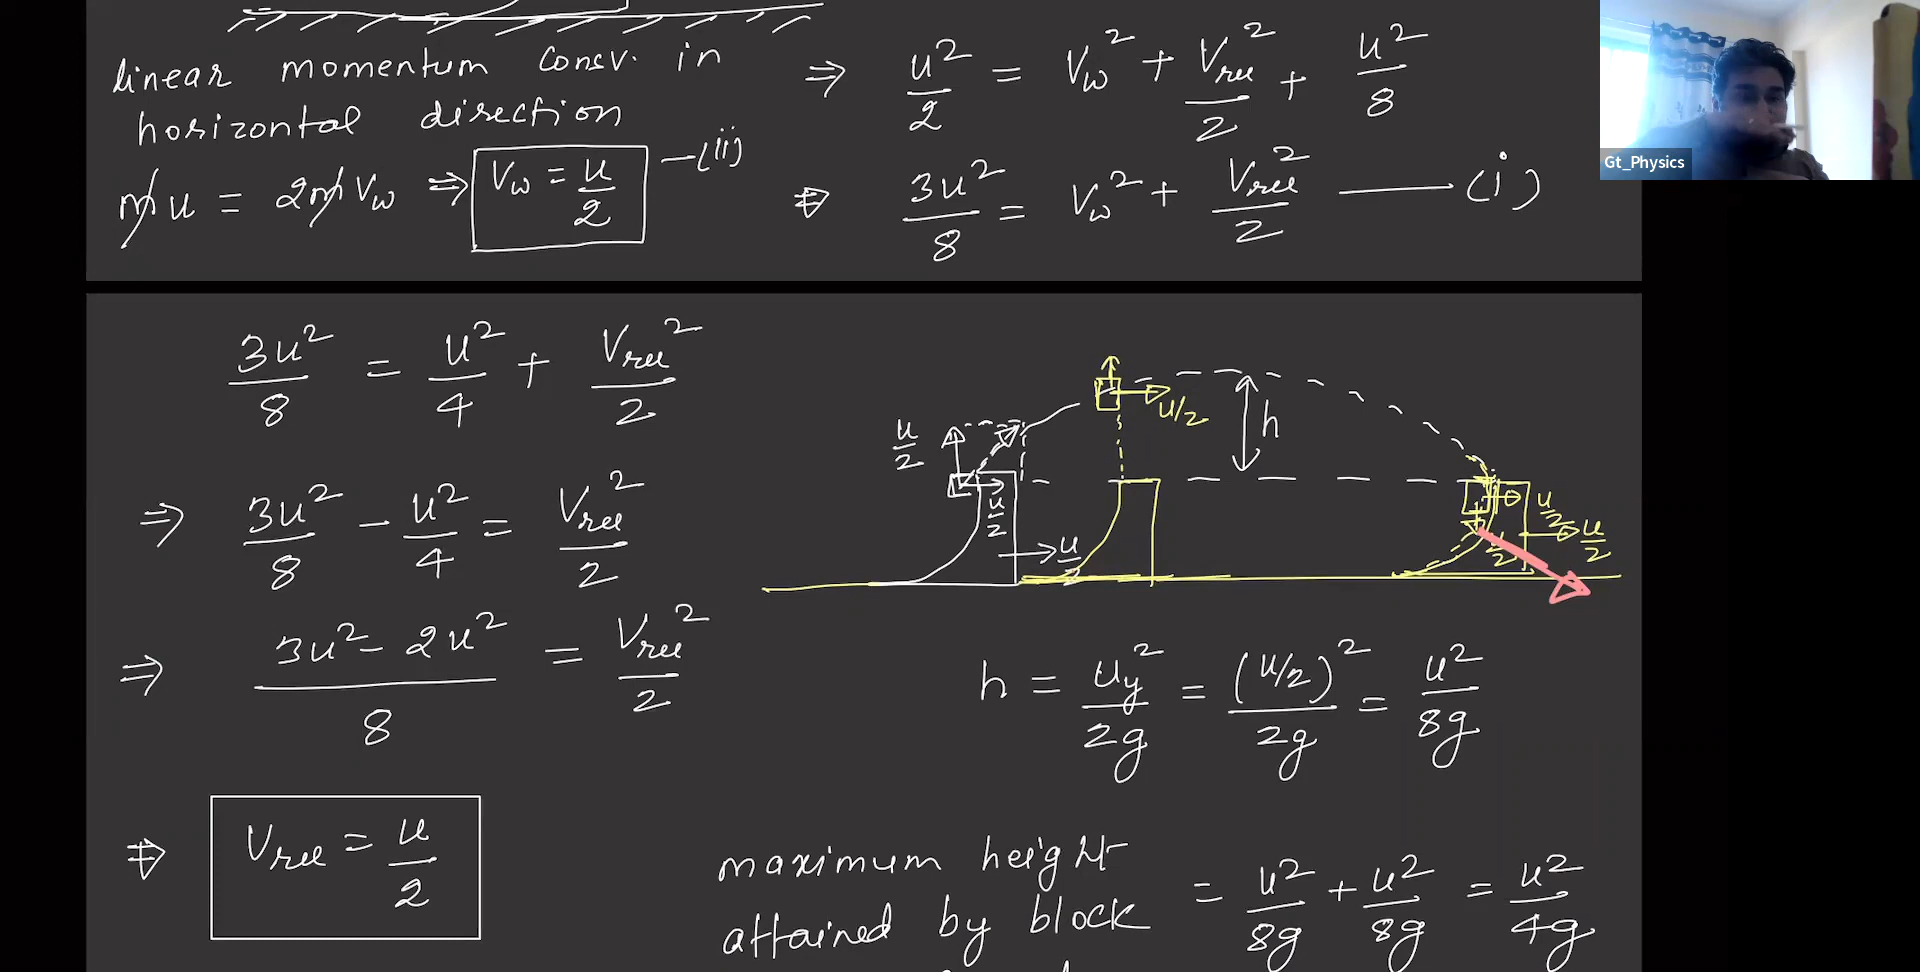 linear momentum consv. in
horizontal direction
mu = 2mVw ⇒ Vw = u/2 —(ii)
⇒ u²/2 = Vw² + Vrel²/2 + u²/8
⇒ 3u²/8 = Vw² + Vrel²/2 —— (i)
Gt_Physics
3u²/8 = u²/4 + Vrel²/2
⇒ 3u²/8 - u²/4 = Vrel²/2
⇒ 3u² - 2u²/8 = Vrel²/2
⇒ Vrel = u/2
u/2
u/2
u/2
u/2
h
u/2
u/2
u/2
h = uy²/2g = (u/2)²/2g = u²/8g
maximum height
attained by block
= u²/8g + u²/8g = u²/4g